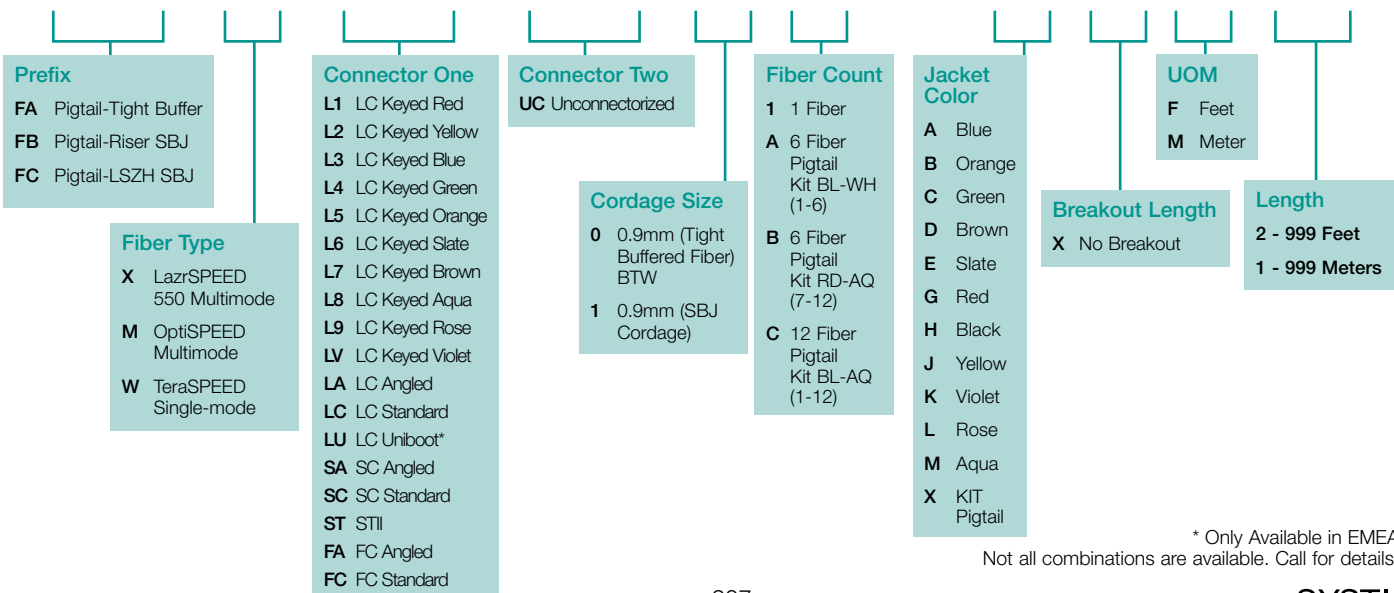 Prefix
FA Pigtail-Tight Buffer
FB Pigtail-Riser SBJ
FC Pigtail-LSZH SBJ
Fiber Type
X LazrSPEED
550 Multimode
M OptiSPEED
Multimode
W TeraSPEED
Single-mode
Connector One
L1 LC Keyed Red
L2 LC Keyed Yellow
L3 LC Keyed Blue
L4 LC Keyed Green
L5 LC Keyed Orange
L6 LC Keyed Slate
L7 LC Keyed Brown
L8 LC Keyed Aqua
L9 LC Keyed Rose
LV LC Keyed Violet
LA LC Angled
LC LC Standard
LU LC Uniboot*
SA SC Angled
SC SC Standard
ST STII
FA FC Angled
FC FC Standard
Connector Two
UC Unconnectorized
Cordage Size
0 0.9mm (Tight
Buffered Fiber)
BTW
1 0.9mm (SBJ
Cordage)
Fiber Count
1 1 Fiber
A 6 Fiber
Pigtail
Kit BL-WH
(1-6)
B 6 Fiber
Pigtail
Kit RD-AQ
(7-12)
C 12 Fiber
Pigtail
Kit BL-AQ
(1-12)
Jacket
Color
A Blue
B Orange
C Green
D Brown
E Slate
G Red
H Black
J Yellow
K Violet
L Rose
M Aqua
X KIT
Pigtail
Breakout Length
X No Breakout
UOM
F Feet
M Meter
Length
2 - 999 Feet
1 - 999 Meters
* Only Available in EMEA
Not all combinations are available. Call for details